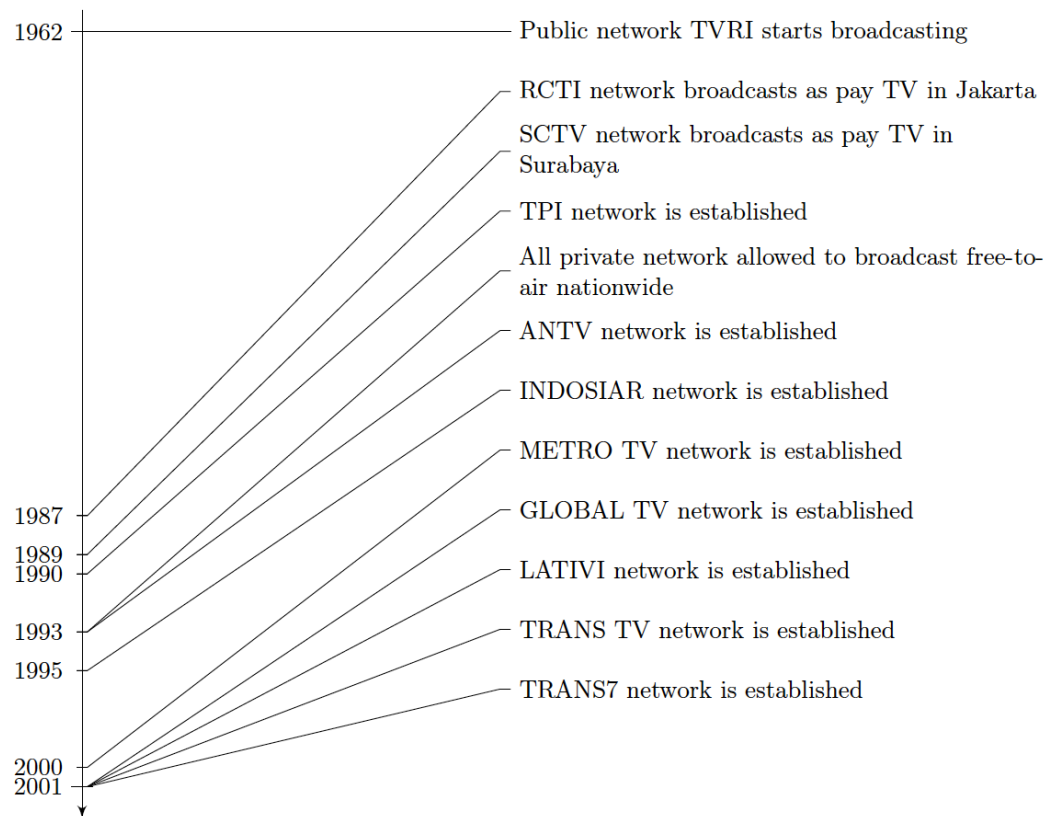 1962 Public network TVRI starts broadcasting
RCTI network broadcasts as pay TV in Jakarta
SCTV network broadcasts as pay TV in
Surabaya
TPI network is established
All private network allowed to broadcast free-to-
air nationwide
ANTV network is established
INDOSIAR network is established
METRO TV network is established
GLOBAL TV network is established
LATIVI network is established
TRANS TV network is established
TRANS7 network is established
1987
1989
1990
1993
1995
2000
2001